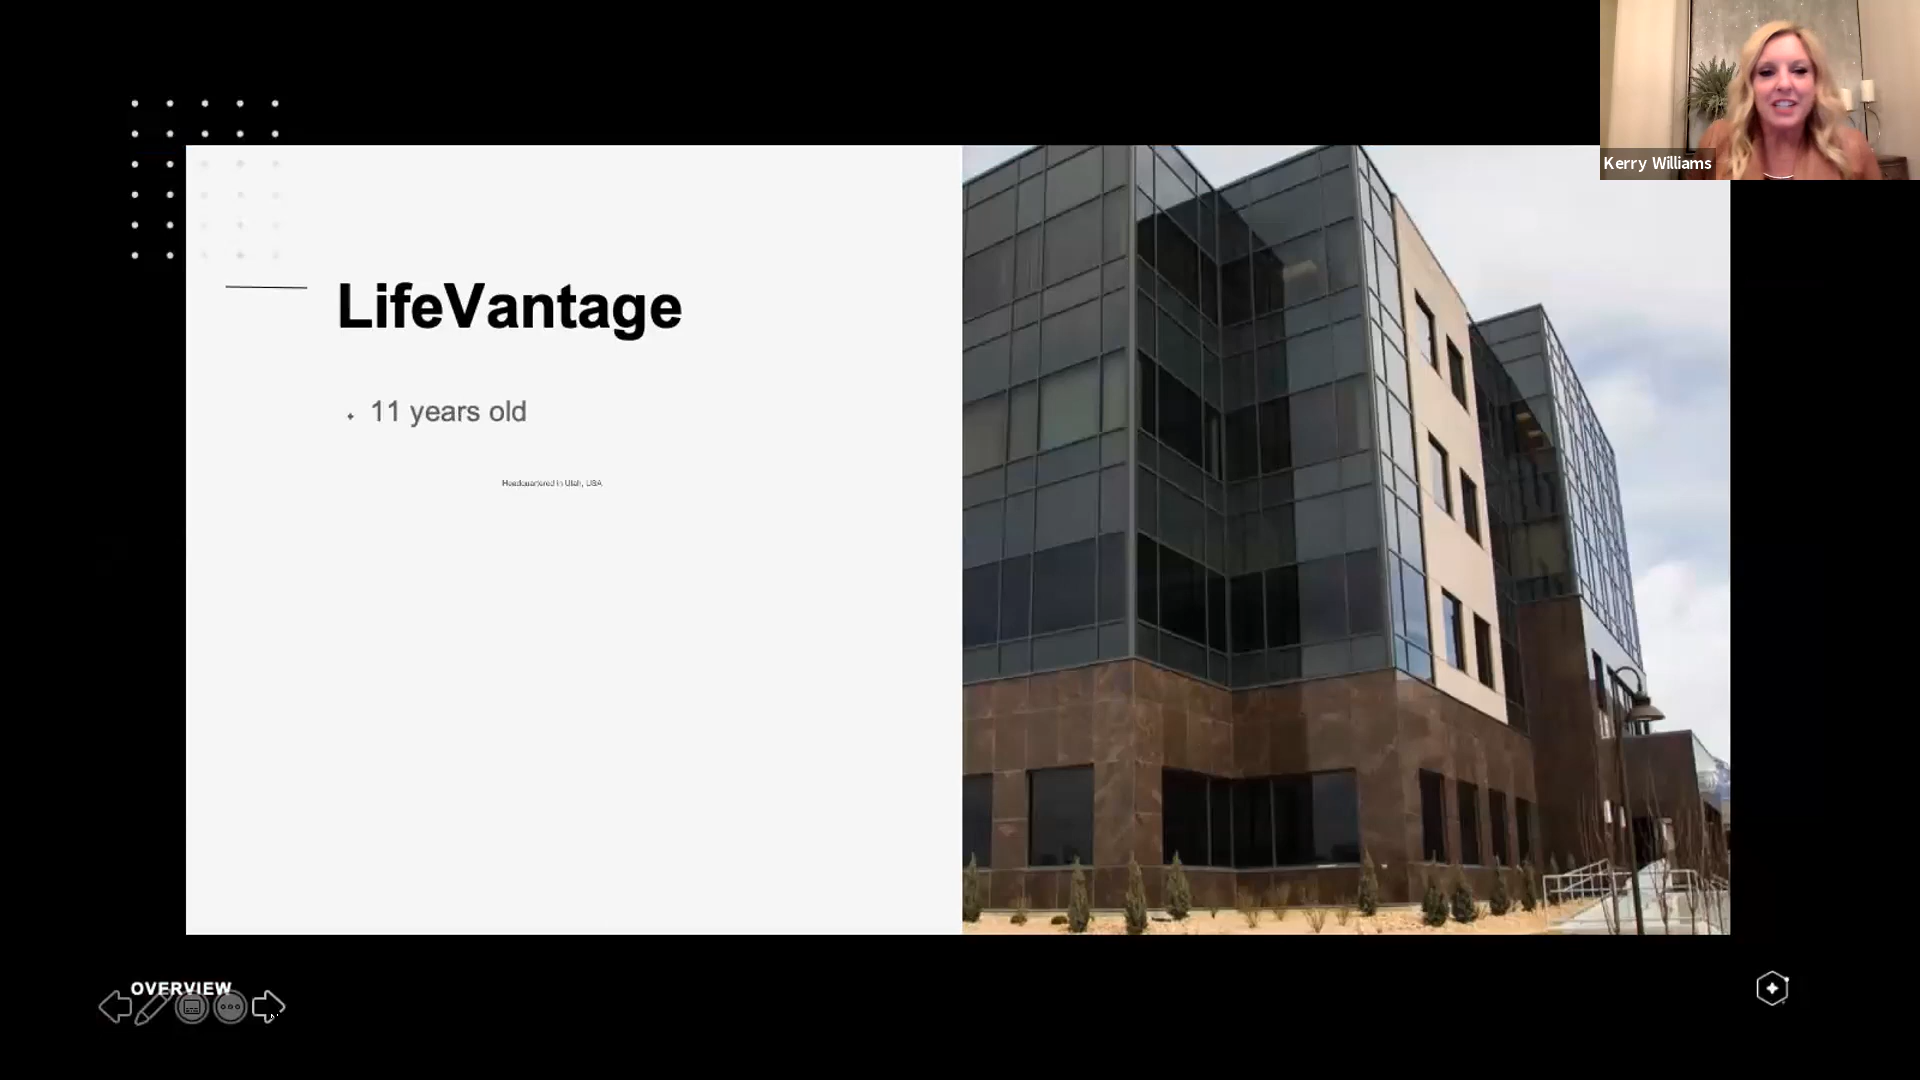 Kerry Williams
LifeVantage
11 years old
Headquartered in Utah, USA
OVERVIEW